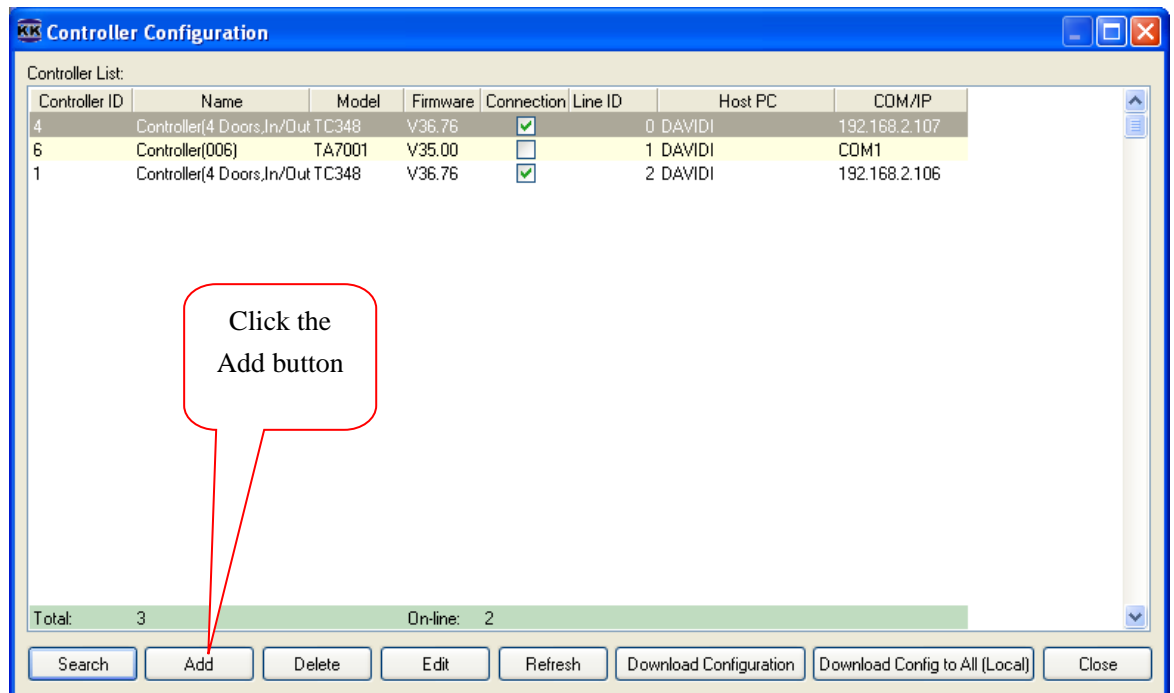 KK Controller Configuration
Controller List:
Controller ID Name Model Firmware Connection Line ID Host PC COM/IP
4 Controller(4 Doors,In/Out TC348 V36.76 0 DAVIDI 192.168.2.107
6 Controller(006) TA7001 V35.00 1 DAVIDI COM1
1 Controller(4 Doors,In/Out TC348 V36.76 2 DAVIDI 192.168.2.106
Click the
Add button
Total: 3 On-line: 2
Search Add Delete Edit Refresh Download Configuration Download Config to All (Local) Close